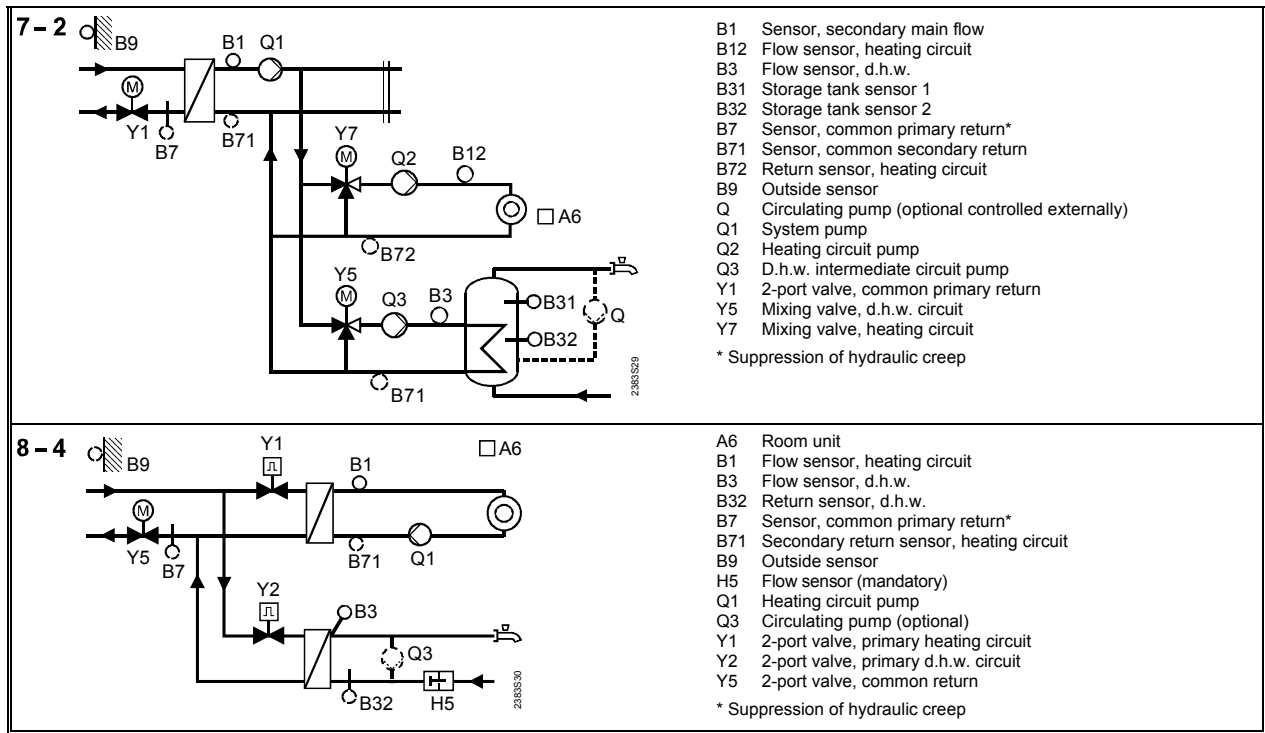 7 – 2
B9
B1
Q1
M
Y1
B7
B71
Y7
M
Q2
B12
A6
B72
Y5
M
Q3
B3
B31
B32
Q
B71
2383S29
B1 Sensor, secondary main flow
B12 Flow sensor, heating circuit
B3 Flow sensor, d.h.w.
B31 Storage tank sensor 1
B32 Storage tank sensor 2
B7 Sensor, common primary return*
B71 Sensor, common secondary return
B72 Return sensor, heating circuit
B9 Outside sensor
Q Circulating pump (optional controlled externally)
Q1 System pump
Q2 Heating circuit pump
Q3 D.h.w. intermediate circuit pump
Y1 2-port valve, common primary return
Y5 Mixing valve, d.h.w. circuit
Y7 Mixing valve, heating circuit
* Suppression of hydraulic creep
8 – 4
B9
Y1
A6
B1
M
Y5
B7
B71
Q1
Y2
B3
Q3
B32
H5
2383S30
A6 Room unit
B1 Flow sensor, heating circuit
B3 Flow sensor, d.h.w.
B32 Return sensor, d.h.w.
B7 Sensor, common primary return*
B71 Secondary return sensor, heating circuit
B9 Outside sensor
H5 Flow sensor (mandatory)
Q1 Heating circuit pump
Q3 Circulating pump (optional)
Y1 2-port valve, primary heating circuit
Y2 2-port valve, primary d.h.w. circuit
Y5 2-port valve, common return
* Suppression of hydraulic creep